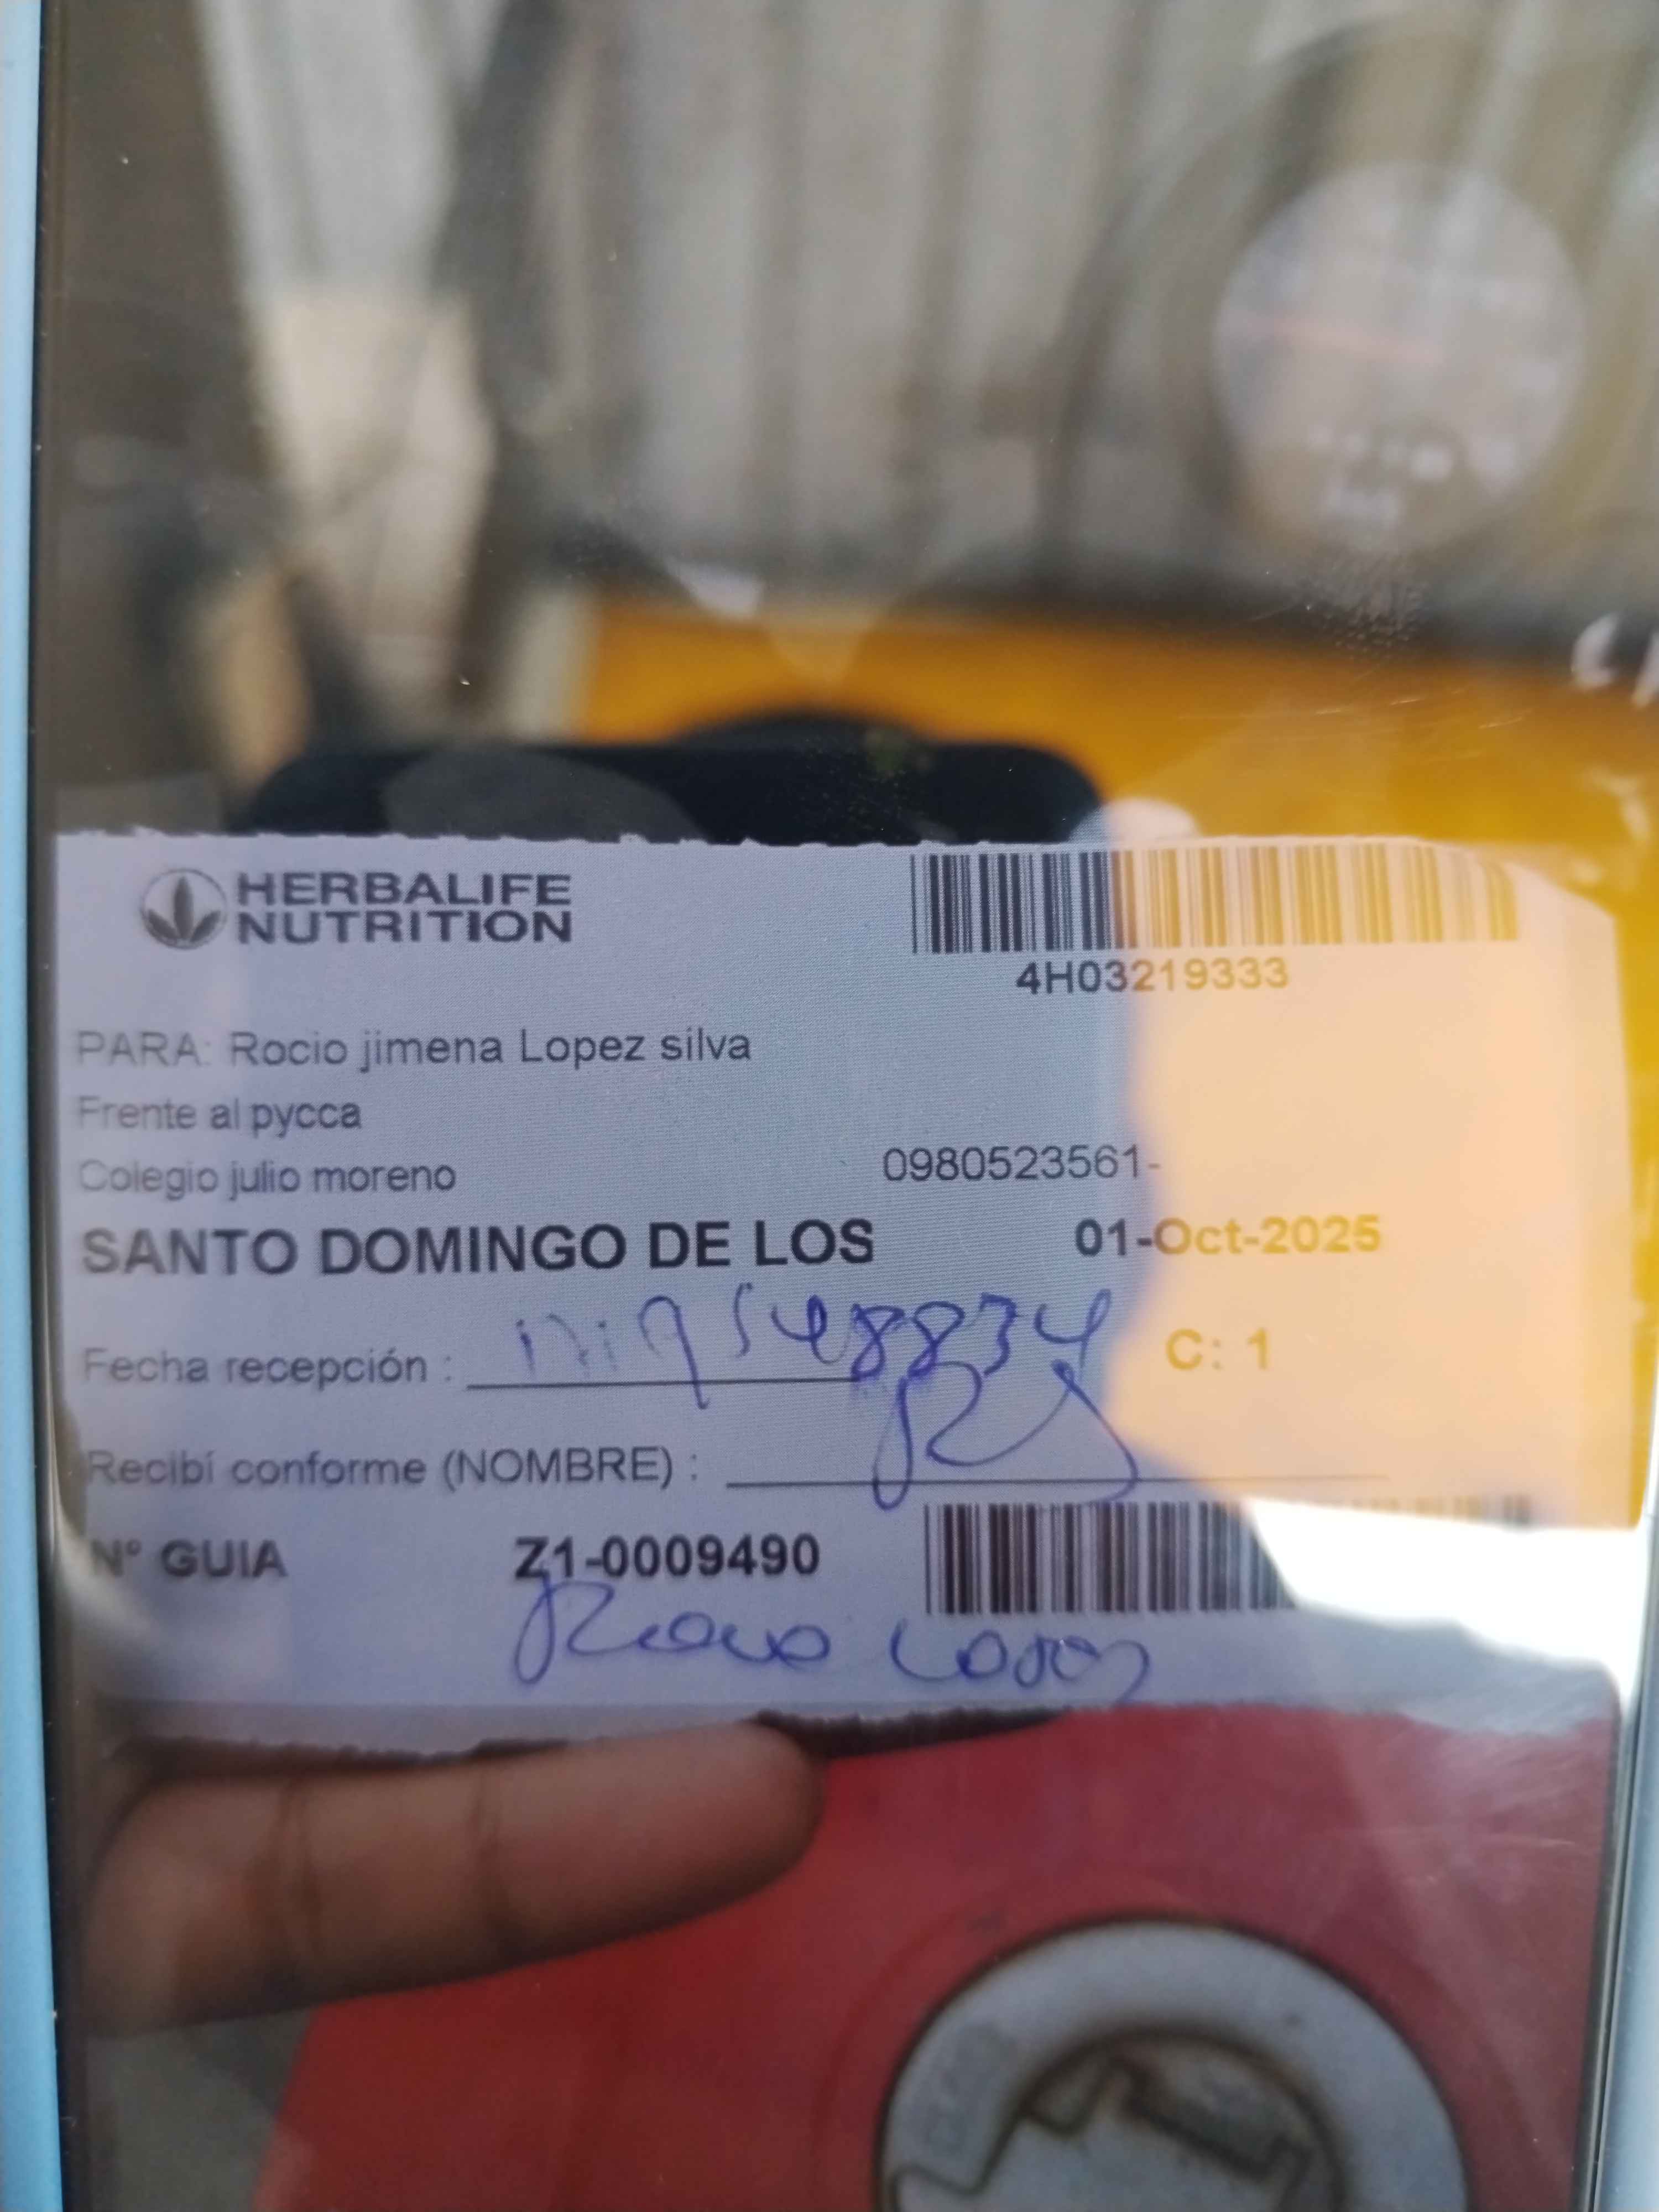 HERBALIFE
NUTRITION
4H03219333
PARA: Rocio jimena Lopez silva
Frente al pycca
Colegio julio moreno 0980523561-
SANTO DOMINGO DE LOS 01-Oct-2025
Fecha recepción : 1719548834 C: 1
Recibí conforme (NOMBRE) :
N° GUIA Z1-0009490